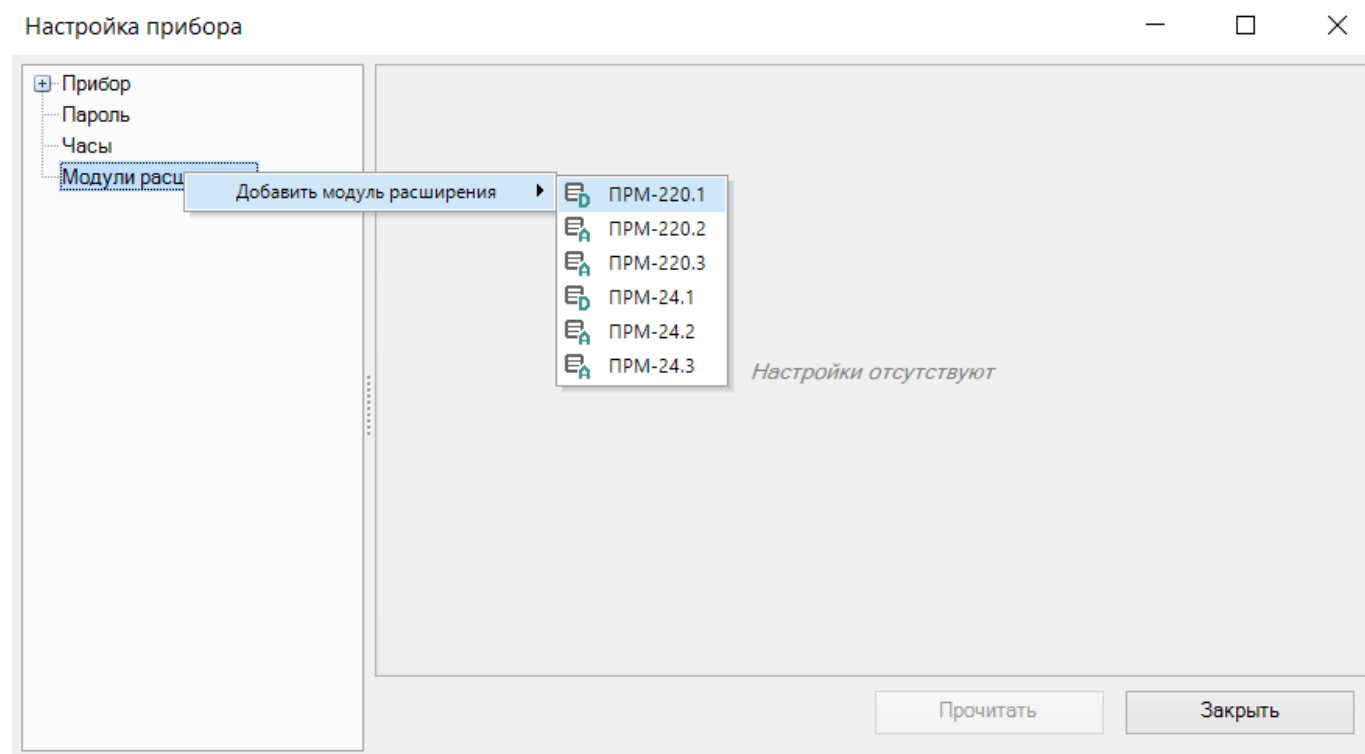 Настройка прибора
Прибор
Пароль
Часы
Модули
Добавить модуль расширения
ПРМ-220.1
ПРМ-220.2
ПРМ-220.3
ПРМ-24.1
ПРМ-24.2
ПРМ-24.3
Настройки отсутствуют
Прочитать
Закрыть